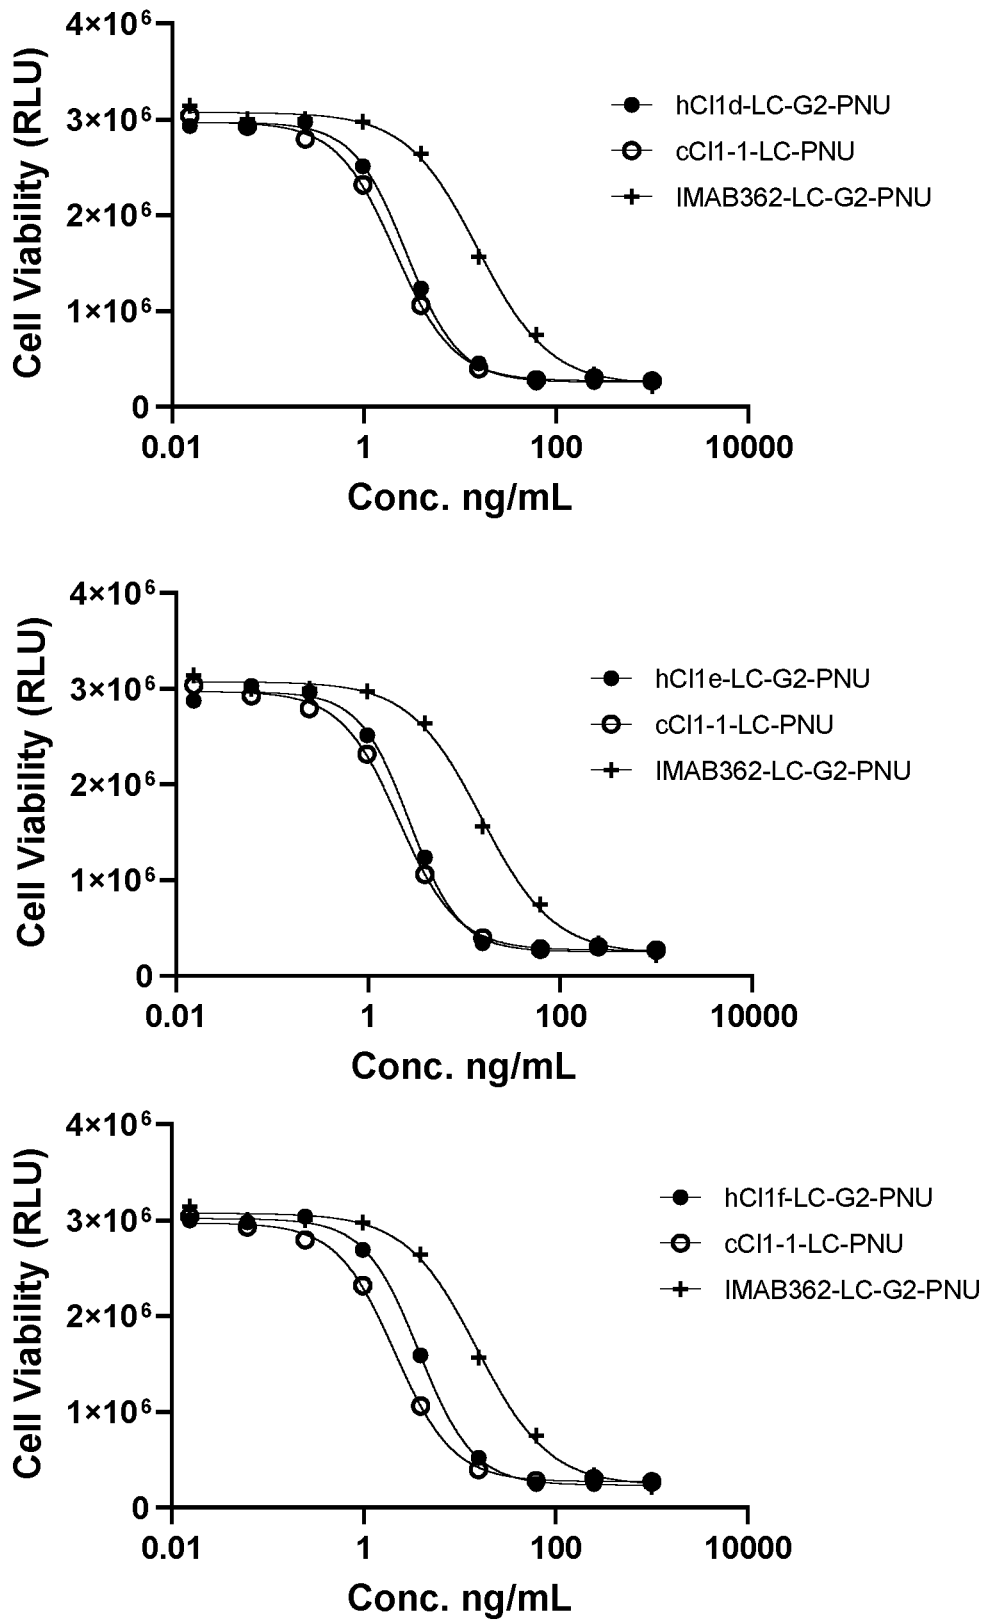 4×10⁶
3×10⁶
2×10⁶
1×10⁶
0
Cell Viability (RLU)
0.01 1 100 10000
Conc. ng/mL
hCl1d-LC-G2-PNU
cCl1-1-LC-PNU
IMAB362-LC-G2-PNU
4×10⁶
3×10⁶
2×10⁶
1×10⁶
0
Cell Viability (RLU)
0.01 1 100 10000
Conc. ng/mL
hCl1e-LC-G2-PNU
cCl1-1-LC-PNU
IMAB362-LC-G2-PNU
4×10⁶
3×10⁶
2×10⁶
1×10⁶
0
Cell Viability (RLU)
0.01 1 100 10000
Conc. ng/mL
hCl1f-LC-G2-PNU
cCl1-1-LC-PNU
IMAB362-LC-G2-PNU